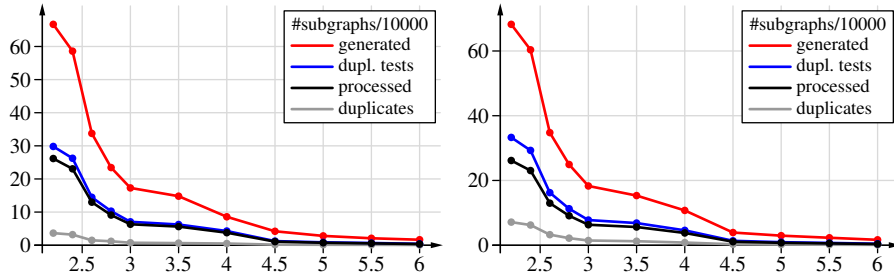 #subgraphs/10000
generated
dupl. tests
processed
duplicates
60
50
40
30
20
10
0
2.5 3 3.5 4 4.5 5 5.5 6
#subgraphs/10000
generated
dupl. tests
processed
duplicates
60
40
20
0
2.5 3 3.5 4 4.5 5 5.5 6